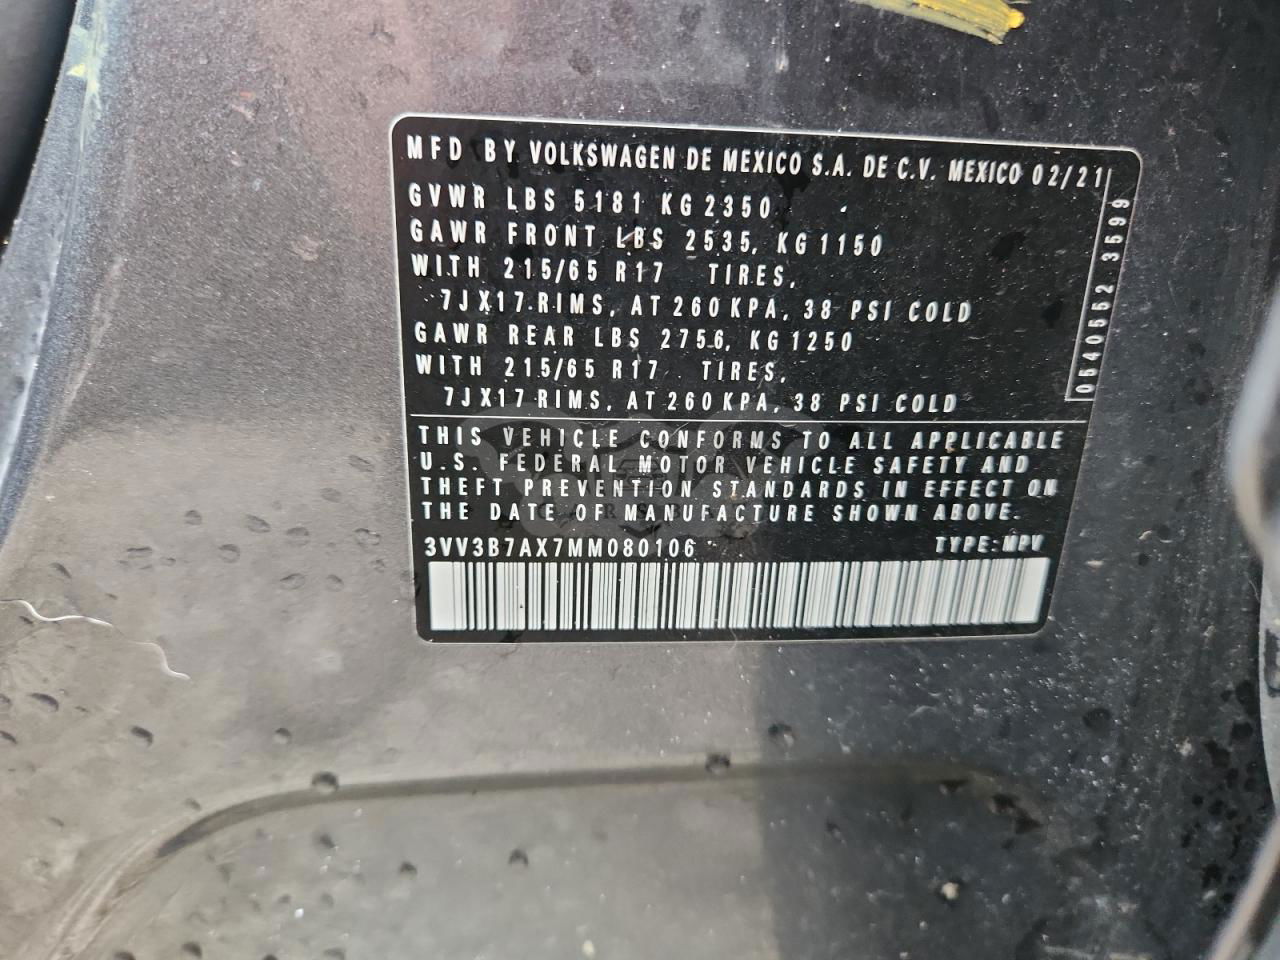 MFD BY VOLKSWAGEN DE MEXICO S.A. DE C.V. MEXICO 02/21
GVWR LBS 5181 KG 2350
GAWR FRONT LBS 2535, KG 1150
WITH 215/65 R17 TIRES,
7JX17 RIMS, AT 260 KPA, 38 PSI COLD
GAWR REAR LBS 2756, KG 1250
WITH 215/65 R17 TIRES,
7JX17 RIMS, AT 260 KPA, 38 PSI COLD
0540552 3599
THIS VEHICLE CONFORMS TO ALL APPLICABLE
U.S. FEDERAL MOTOR VEHICLE SAFETY AND
THEFT PREVENTION STANDARDS IN EFFECT ON
THE DATE OF MANUFACTURE SHOWN ABOVE.
3VV3B7AX7MM080106 TYPE: MPV